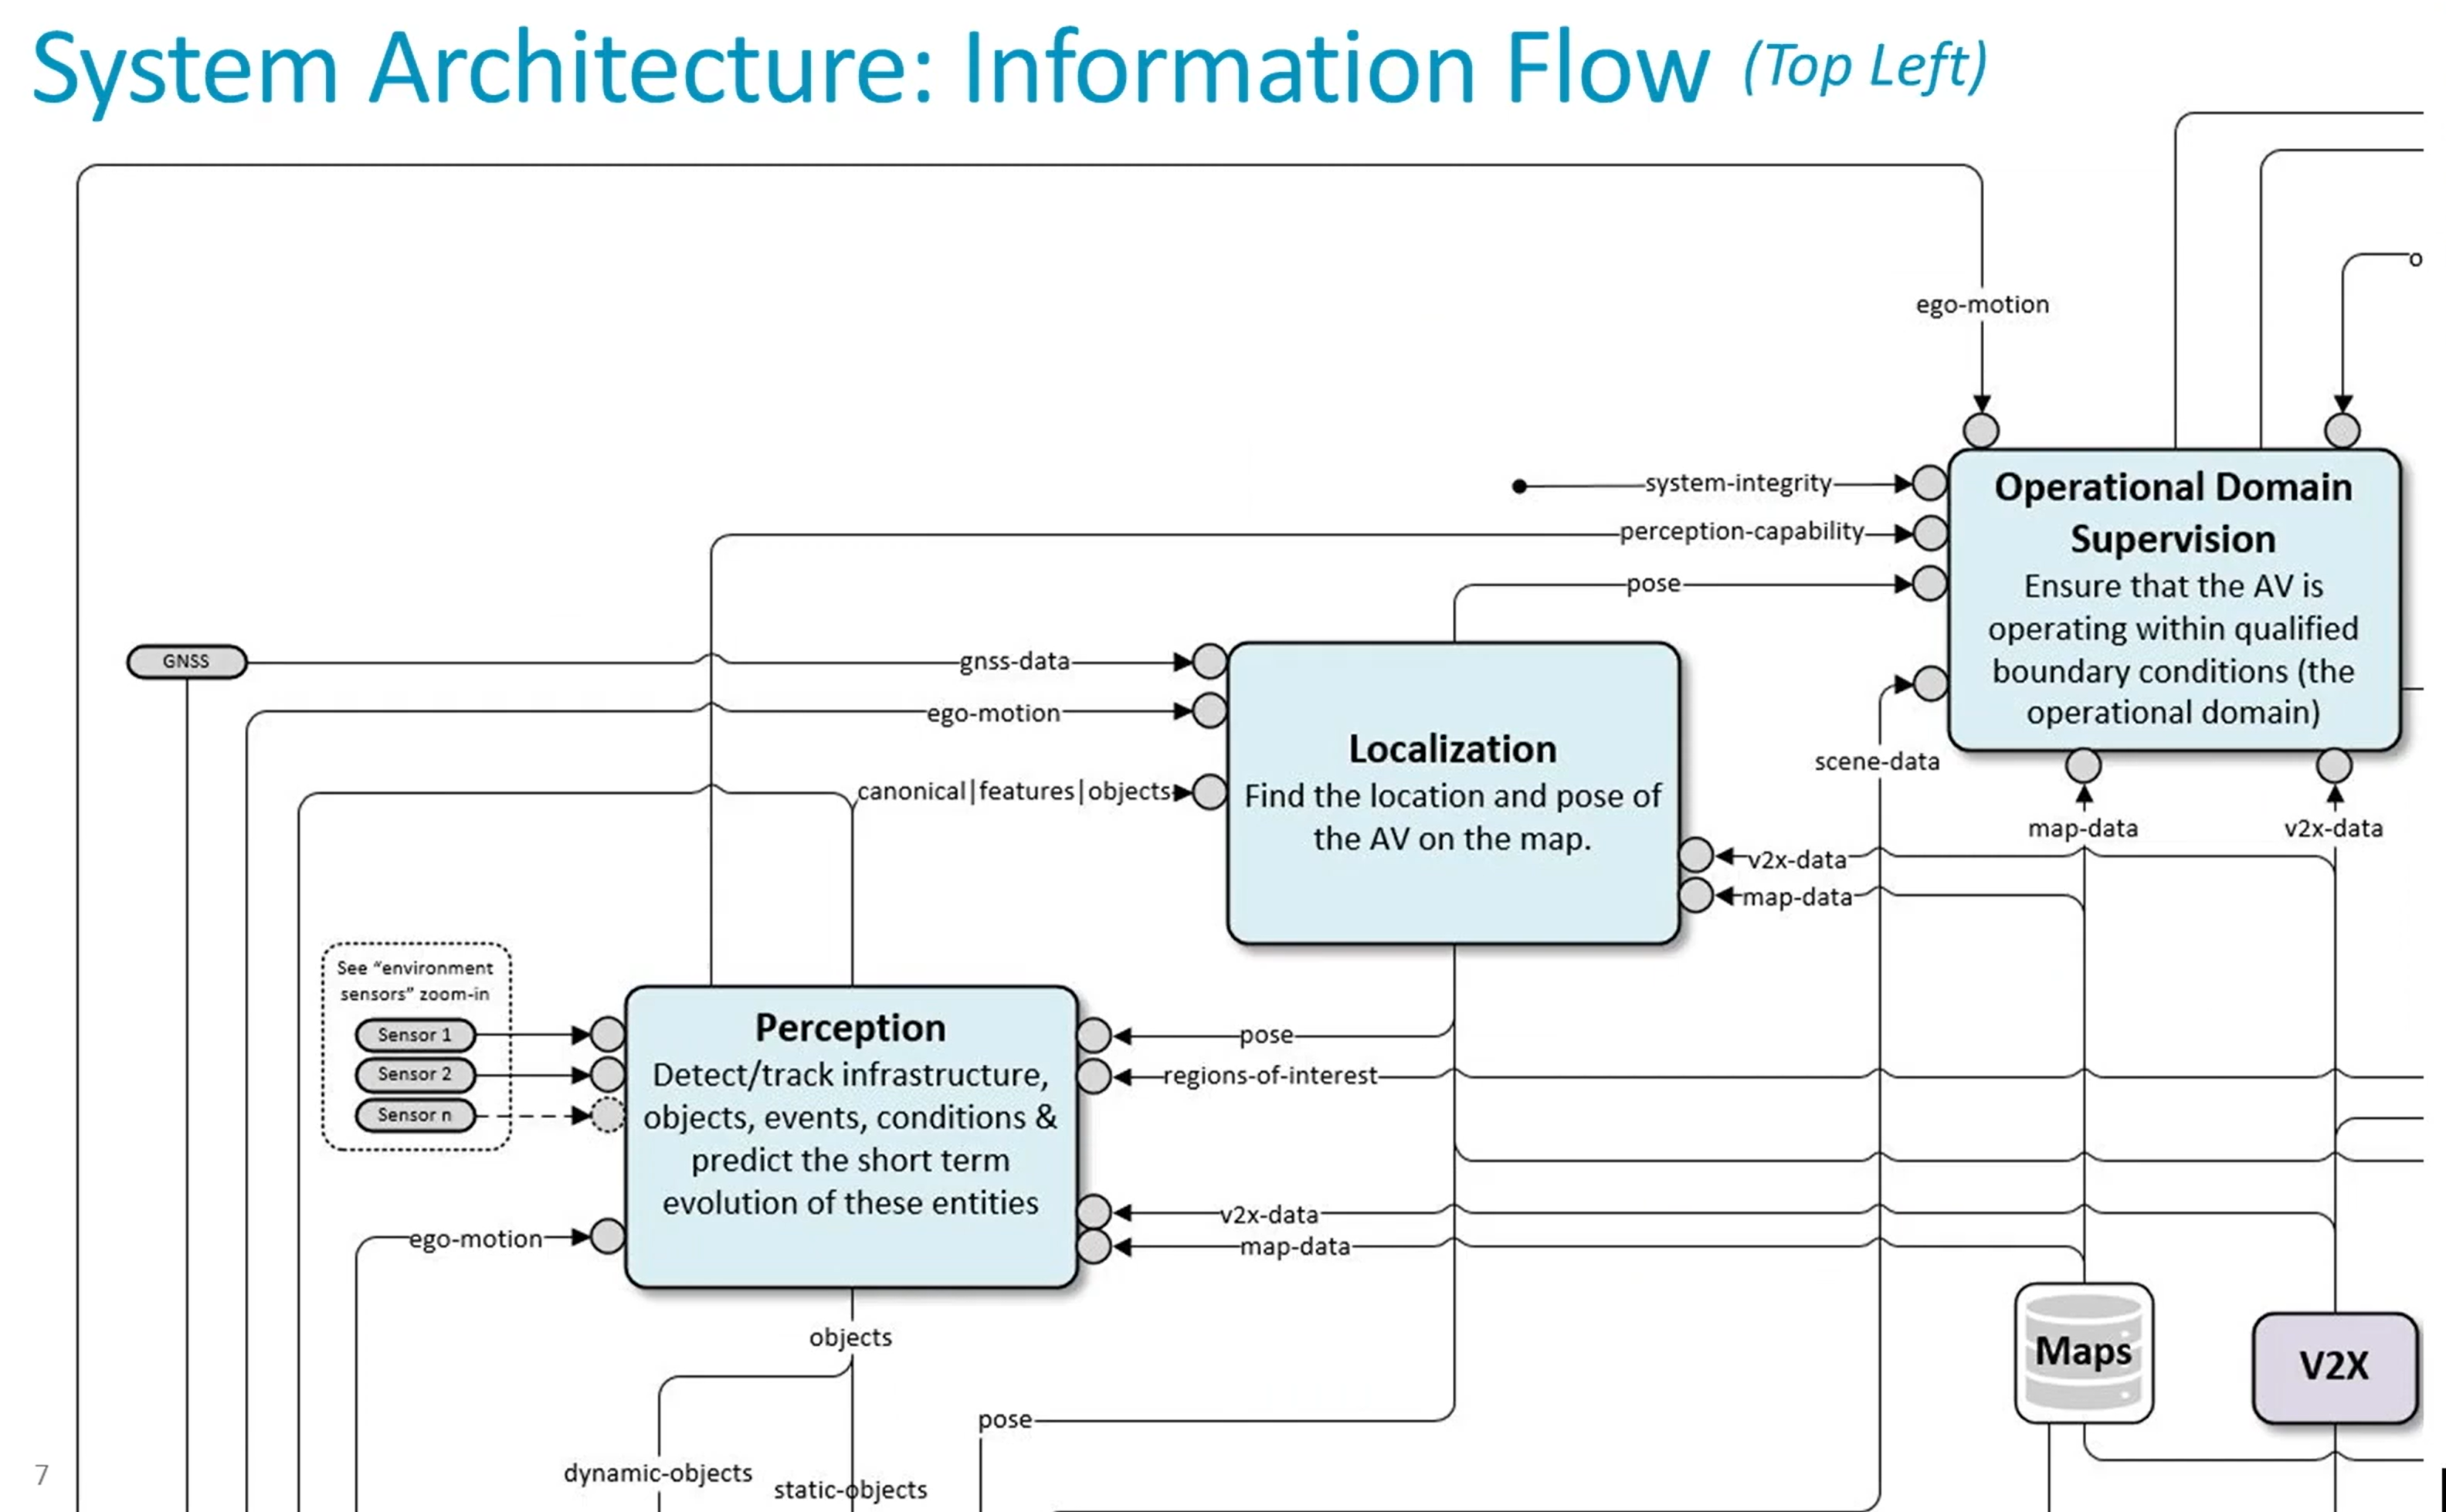 System Architecture: Information Flow (Top Left)
o
ego-motion
system-integrity
perception-capability
pose
Operational Domain
Supervision
Ensure that the AV is
operating within qualified
boundary conditions (the
operational domain)
GNSS
gnss-data
ego-motion
canonical|features|objects
Localization
Find the location and pose of
the AV on the map.
scene-data
map-data
v2x-data
v2x-data
map-data
See “environment
sensors” zoom-in
Sensor 1
Sensor 2
Sensor n
ego-motion
Perception
Detect/track infrastructure,
objects, events, conditions &
predict the short term
evolution of these entities
pose
regions-of-interest
v2x-data
map-data
objects
dynamic-objects
static-objects
pose
Maps
V2X
7